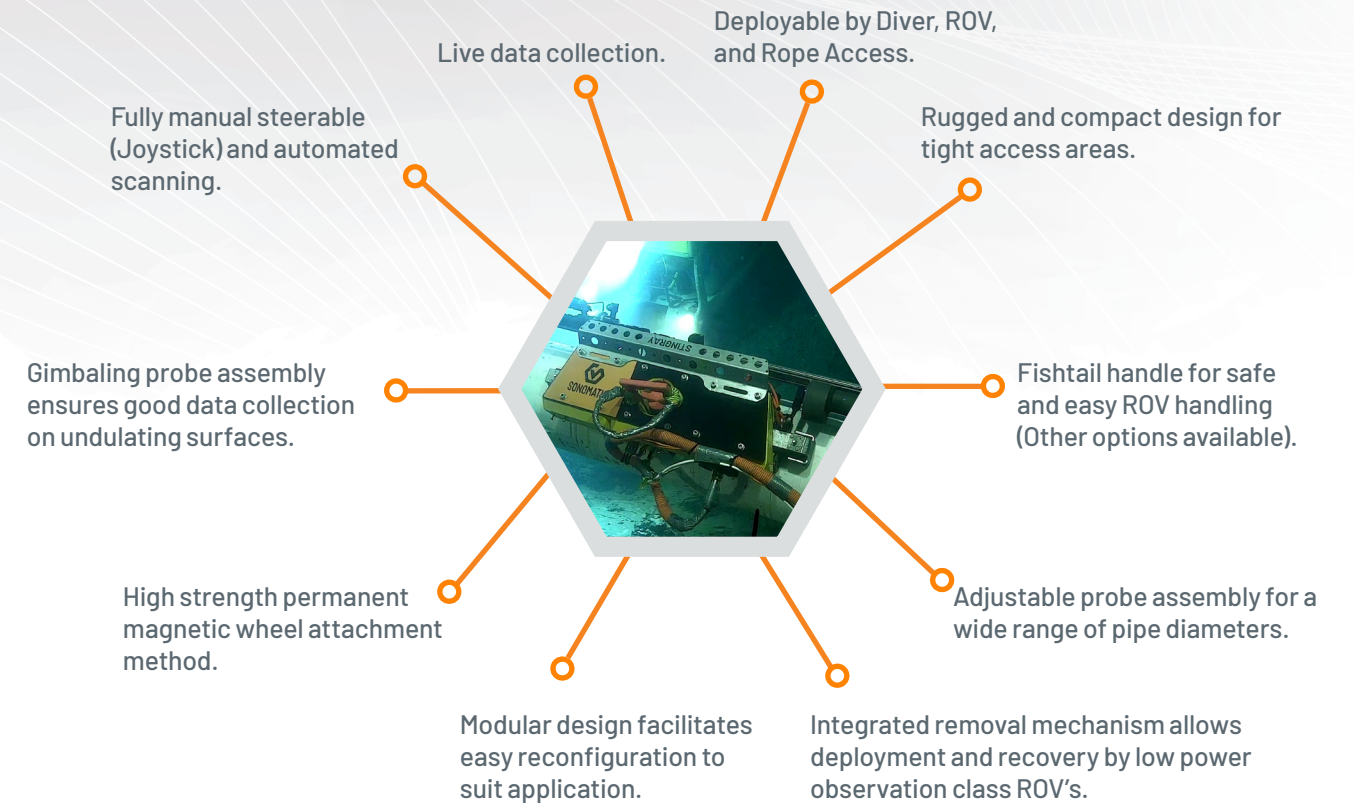 Live data collection.
Deployable by Diver, ROV,
and Rope Access.
Fully manual steerable
(Joystick) and automated
scanning.
Rugged and compact design for
tight access areas.
STINGRAY
SONOMAT
Gimbaling probe assembly
ensures good data collection
on undulating surfaces.
Fishtail handle for safe
and easy ROV handling
(Other options available).
High strength permanent
magnetic wheel attachment
method.
Adjustable probe assembly for a
wide range of pipe diameters.
Modular design facilitates
easy reconfiguration to
suit application.
Integrated removal mechanism allows
deployment and recovery by low power
observation class ROV's.